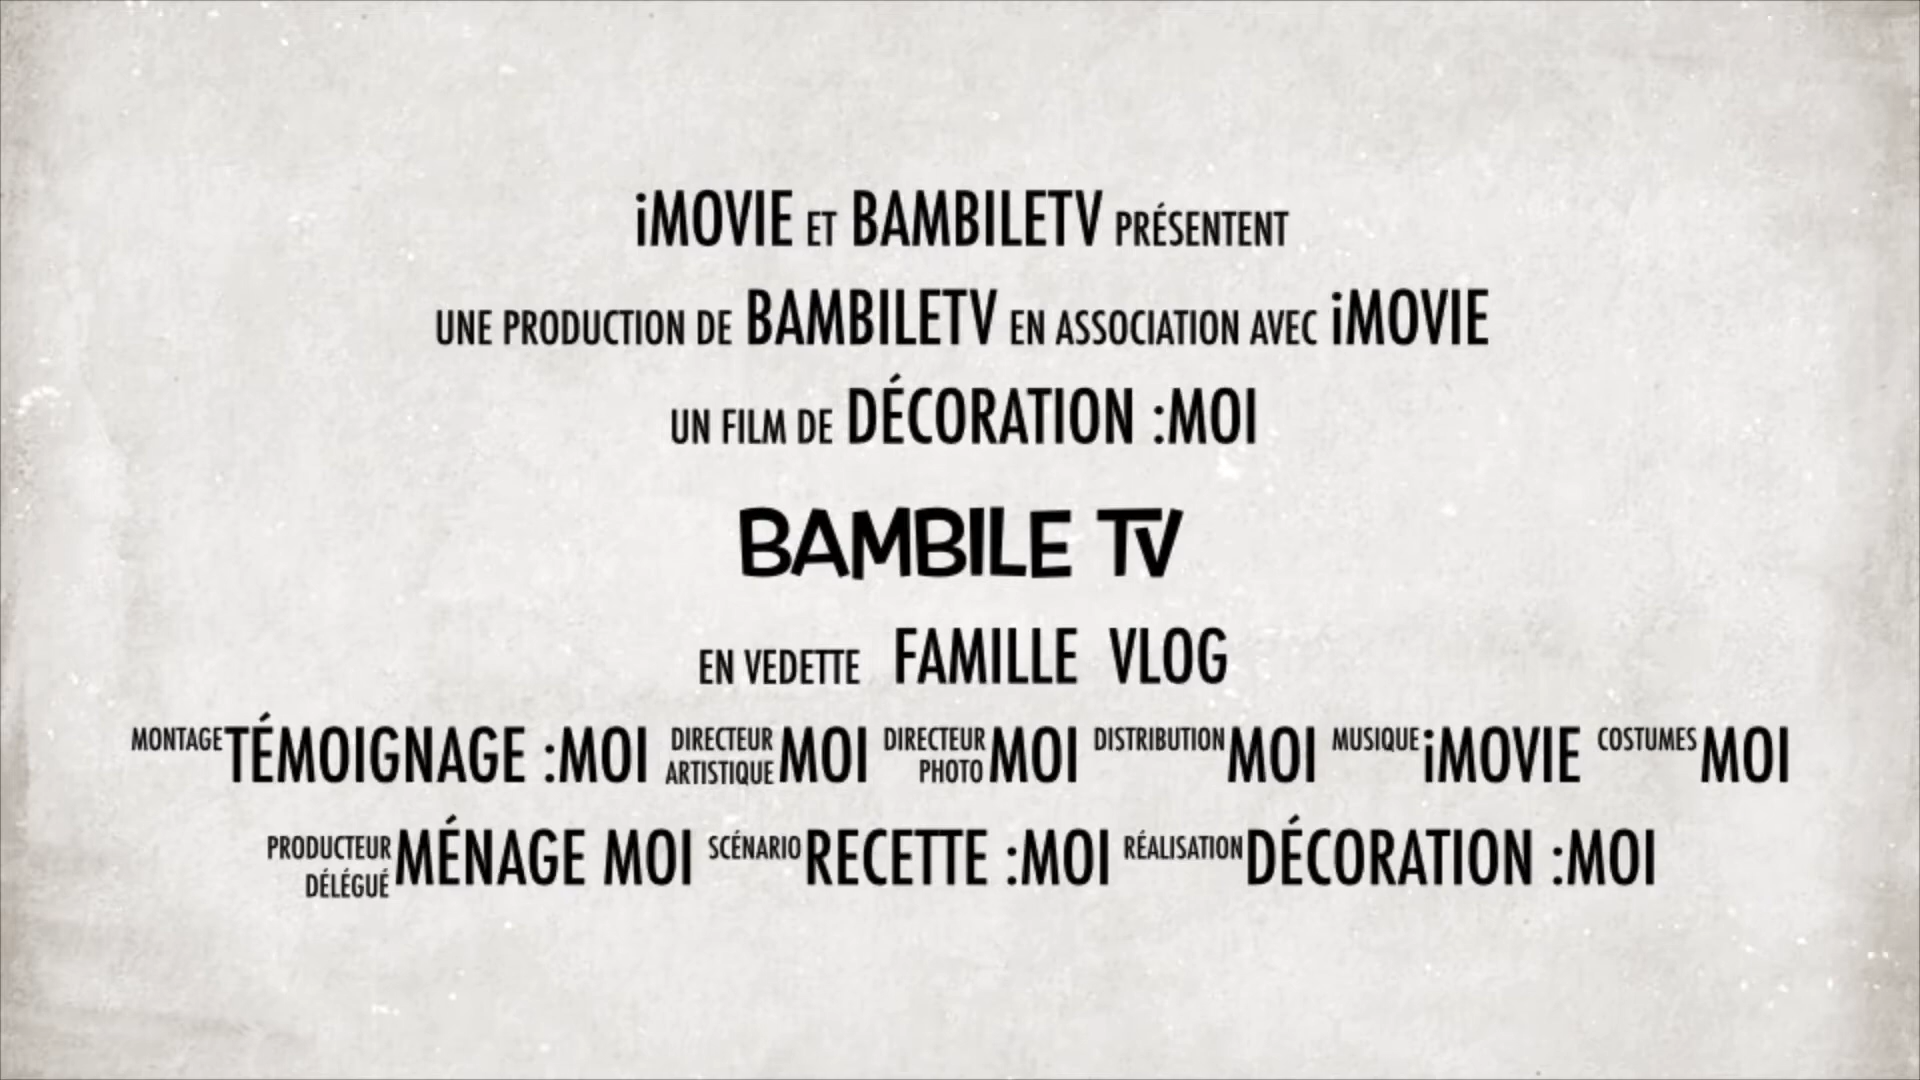 iMOVIE ET BAMBILETV PRÉSENTENT
UNE PRODUCTION DE BAMBILETV EN ASSOCIATION AVEC iMOVIE
UN FILM DE DÉCORATION :MOI
BAMBILE TV
EN VEDETTE FAMILLE VLOG
MONTAGE TÉMOIGNAGE :MOI DIRECTEUR ARTISTIQUE MOI DIRECTEUR PHOTO MOI DISTRIBUTION MOI MUSIQUE iMOVIE COSTUMES MOI
PRODUCTEUR DÉLÉGUÉ MÉNAGE MOI SCÉNARIO RECETTE :MOI RÉALISATION DÉCORATION :MOI